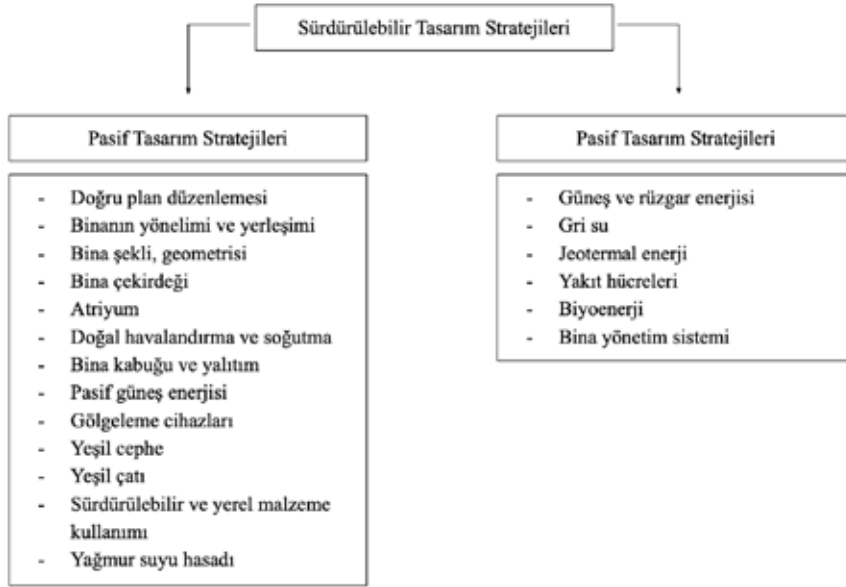 Sürdürülebilir Tasarım Stratejileri
Pasif Tasarım Stratejileri
- Doğru plan düzenlemesi
- Binanın yönelimi ve yerleşimi
- Bina şekli, geometrisi
- Bina çekirdeği
- Atriyum
- Doğal havalandırma ve soğutma
- Bina kabuğu ve yalıtım
- Pasif güneş enerjisi
- Gölgeleme cihazları
- Yeşil cephe
- Yeşil çatı
- Sürdürülebilir ve yerel malzeme
kullanımı
- Yağmur suyu hasadı
Pasif Tasarım Stratejileri
- Güneş ve rüzgar enerjisi
- Gri su
- Jeotermal enerji
- Yakıt hücreleri
- Biyoenerji
- Bina yönetim sistemi